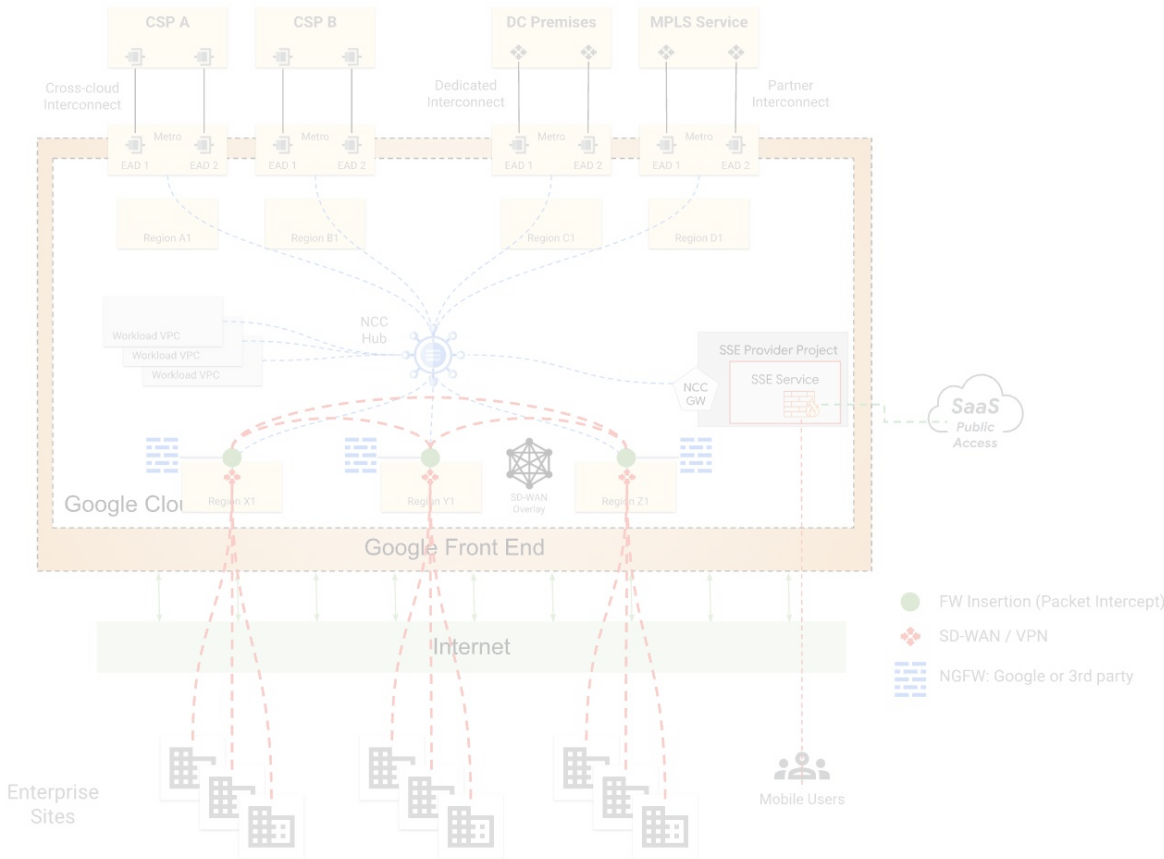 CSP A
CSP B
DC Premises
MPLS Service
Cross-cloud
Interconnect
Dedicated
Interconnect
Partner
Interconnect
Metro
EAD 1
EAD 2
Metro
EAD 1
EAD 2
Metro
EAD 1
EAD 2
Metro
EAD 1
EAD 2
Region A1
Region B1
Region C1
Region D1
Workload VPC
Workload VPC
Workload VPC
NCC
Hub
SSE Provider Project
SSE Service
NCC
GW
SaaS
Public
Access
Region X1
Region Y1
SD-WAN
Overlay
Region Z1
Google Clou
Google Front End
Internet
FW Insertion (Packet Intercept)
SD-WAN / VPN
NGFW: Google or 3rd party
Enterprise
Sites
Mobile Users